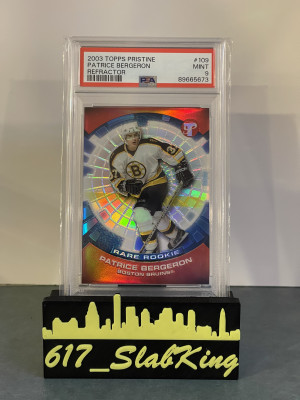 2003 TOPPS PRISTINE #109
PATRICE BERGERON MINT
REFRACTOR 9
PSA 89665673
RARE ROOKIE
PATRICE BERGERON
BOSTON BRUINS
617_SlabKing